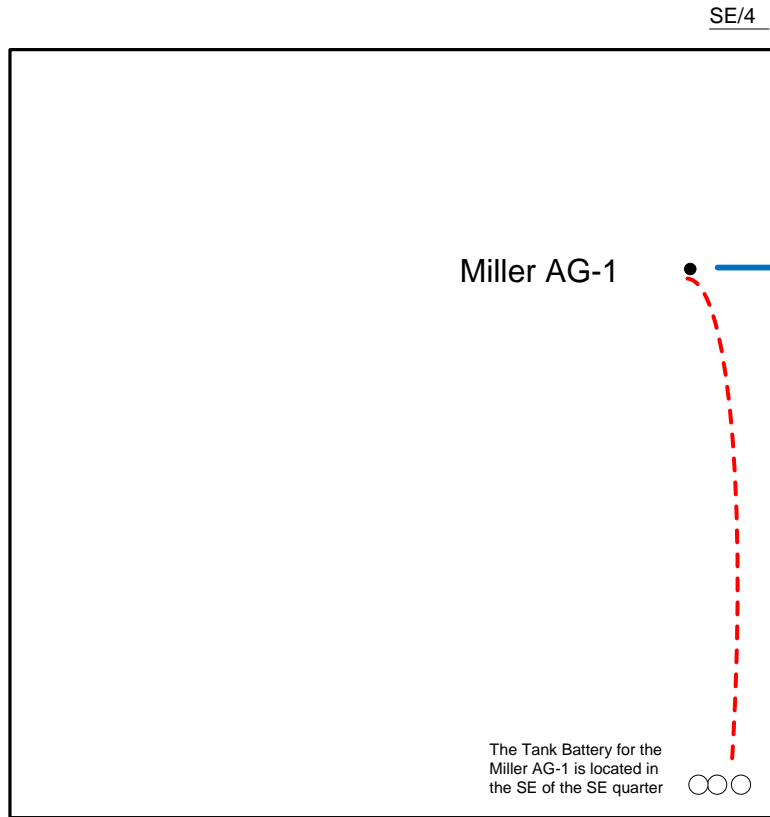 SE/4
Miller AG-1
The Tank Battery for the
Miller AG-1 is located in
the SE of the SE quarter